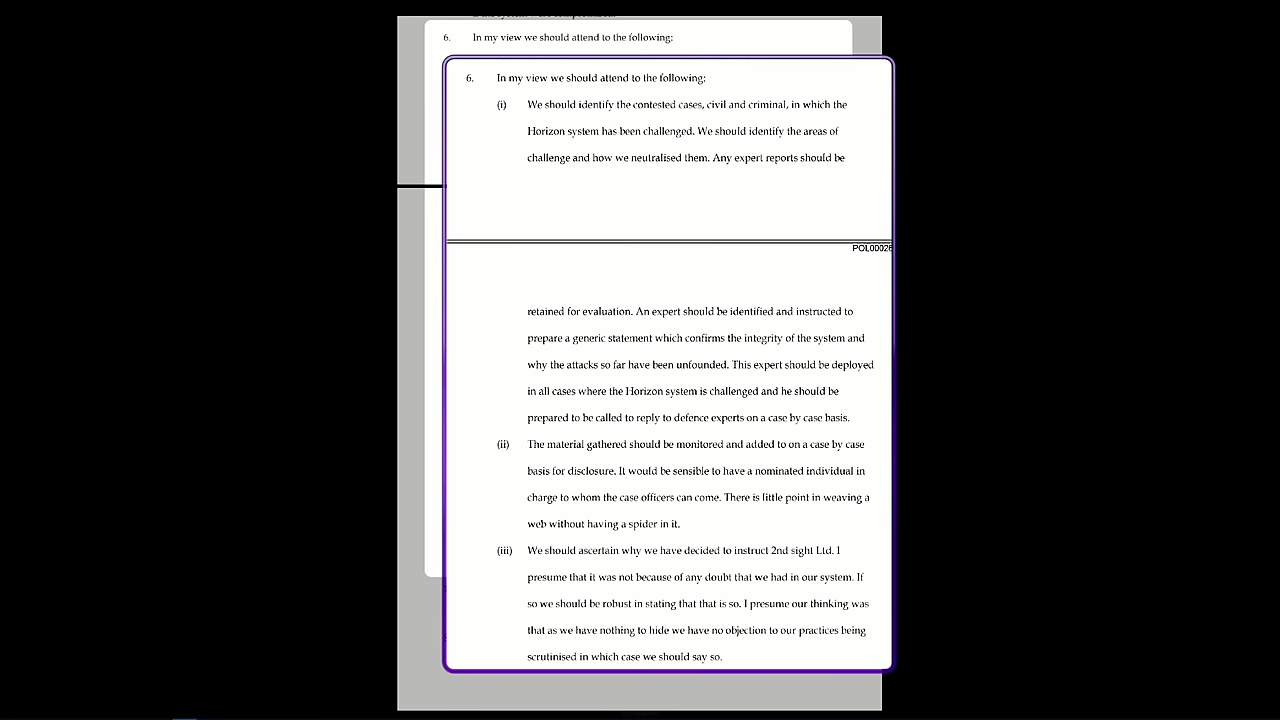 6. In my view we should attend to the following:
6. In my view we should attend to the following:
(i) We should identify the contested cases, civil and criminal, in which the
Horizon system has been challenged. We should identify the areas of
challenge and how we neutralised them. Any expert reports should be
POL00026
retained for evaluation. An expert should be identified and instructed to
prepare a generic statement which confirms the integrity of the system and
why the attacks so far have been unfounded. This expert should be deployed
in all cases where the Horizon system is challenged and he should be
prepared to be called to reply to defence experts on a case by case basis.
(ii) The material gathered should be monitored and added to on a case by case
basis for disclosure. It would be sensible to have a nominated individual in
charge to whom the case officers can come. There is little point in weaving a
web without having a spider in it.
(iii) We should ascertain why we have decided to instruct 2nd sight Ltd. I
presume that it was not because of any doubt that we had in our system. If
so we should be robust in stating that that is so. I presume our thinking was
that as we have nothing to hide we have no objection to our practices being
scrutinised in which case we should say so.